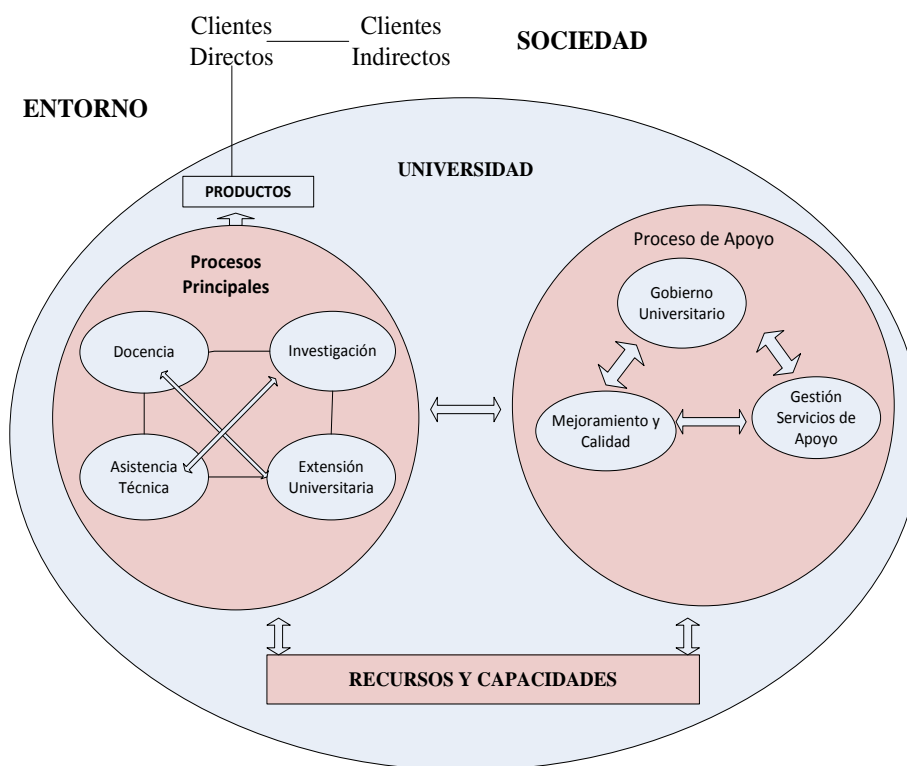 Clientes
Directos
Clientes
Indirectos
SOCIEDAD
ENTORNO
UNIVERSIDAD
PRODUCTOS
Procesos
Principales
Docencia
Investigación
Asistencia
Técnica
Extensión
Universitaria
Proceso de Apoyo
Gobierno
Universitario
Mejoramiento y
Calidad
Gestión
Servicios de
Apoyo
RECURSOS Y CAPACIDADES